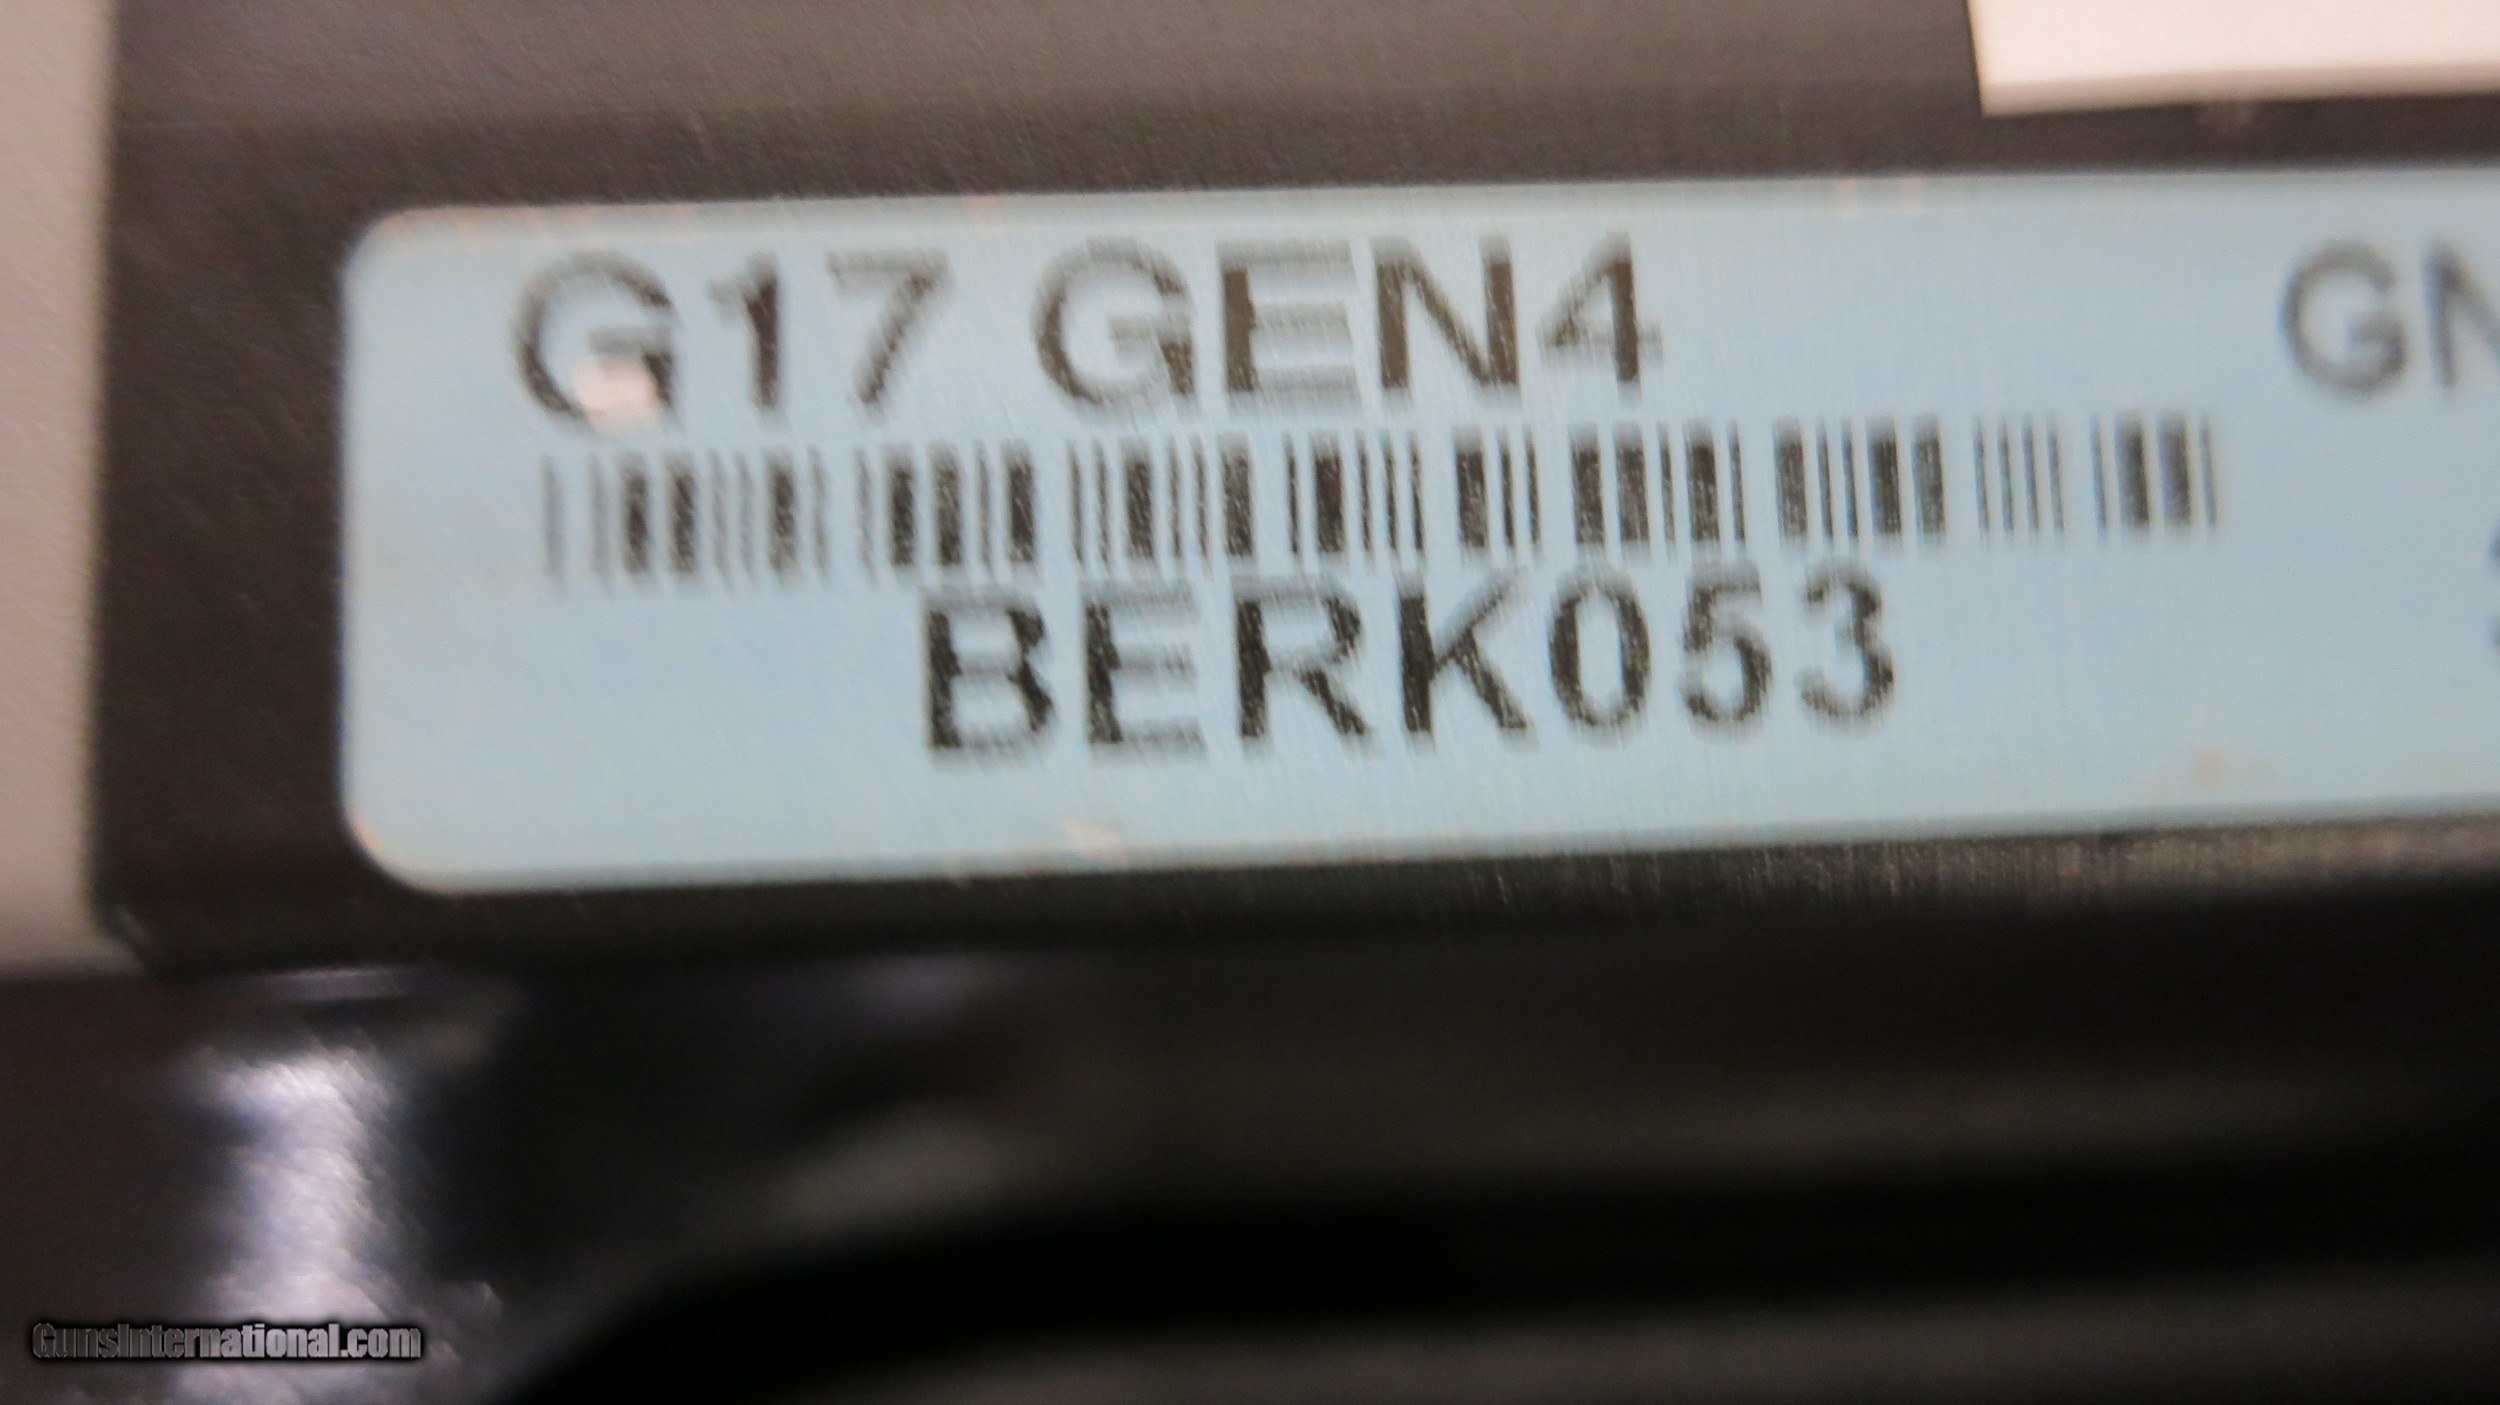 G17 GEN4
BERK053
GunsInternational.com